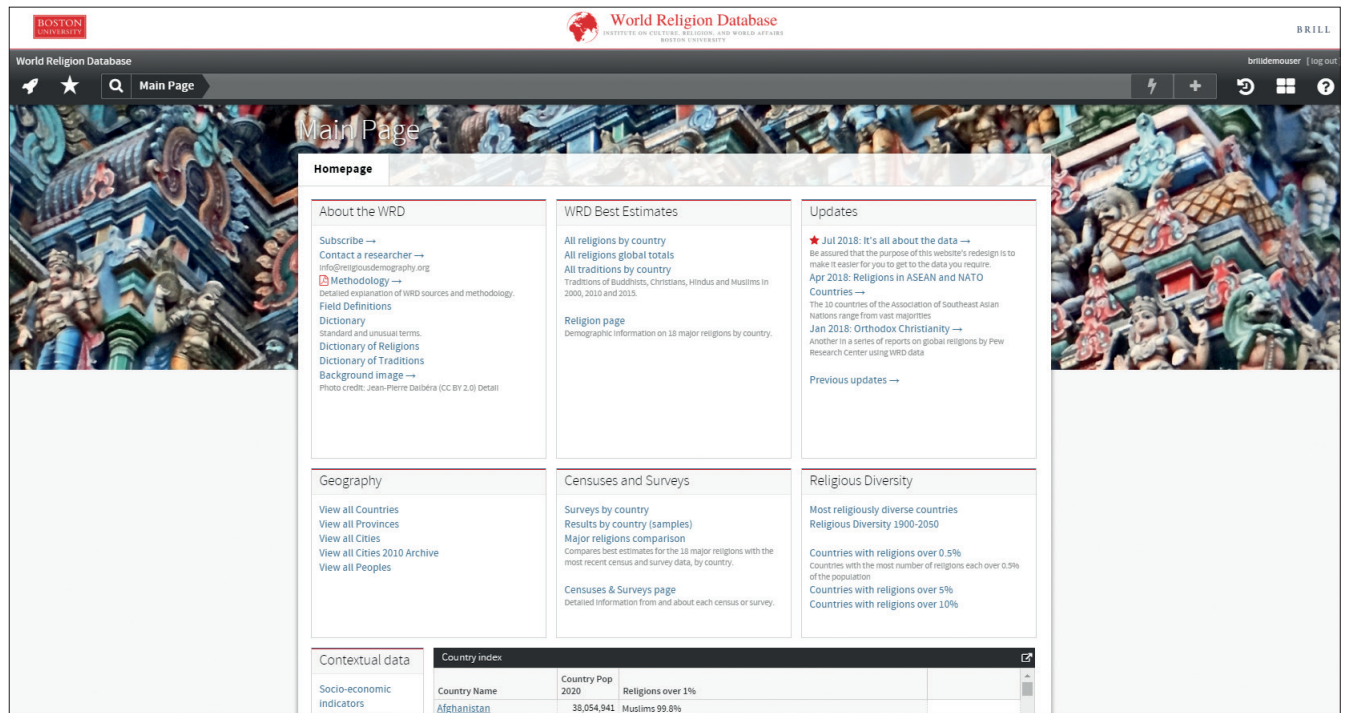 BOSTON
UNIVERSITY
World Religion Database
INSTITUTE ON CULTURE, RELIGION, AND WORLD AFFAIRS
BOSTON UNIVERSITY
BRILL
World Religion Database
brilldemouser [log out
Main Page
Main Page
Homepage
About the WRD
Subscribe →
Contact a researcher →
info@religiousdemography.org
Methodology →
Detailed explanation of WRD sources and methodology.
Field Definitions
Dictionary
Standard and unusual terms.
Dictionary of Religions
Dictionary of Traditions
Background image →
Photo credit: Jean-Pierre Dalbéra (CC BY 2.0) Detail
WRD Best Estimates
All religions by country
All religions global totals
All traditions by country
Traditions of Buddhists, Christians, Hindus and Muslims in
2000, 2010 and 2015.
Religion page
Demographic information on 18 major religions by country.
Updates
★ Jul 2018: It's all about the data →
Be assured that the purpose of this website's redesign is to
make it easier for you to get to the data you require.
Apr 2018: Religions in ASEAN and NATO
Countries →
The 10 countries of the Association of Southeast Asian
Nations range from vast majorities
Jan 2018: Orthodox Christianity →
Another in a series of reports on global religions by Pew
Research Center using WRD data
Previous updates →
Geography
View all Countries
View all Provinces
View all Cities
View all Cities 2010 Archive
View all Peoples
Censuses and Surveys
Surveys by country
Results by country (samples)
Major religions comparison
Compares best estimates for the 18 major religions with the
most recent census and survey data, by country.
Censuses & Surveys page
Detailed information from and about each census or survey.
Religious Diversity
Most religiously diverse countries
Religious Diversity 1900-2050
Countries with religions over 0.5%
Countries with the most number of religions each over 0.5%
of the population
Countries with religions over 5%
Countries with religions over 10%
Contextual data
Socio-economic
indicators
Country index
Country Name Country Pop
2020 Religions over 1%
Afghanistan 38,054,941 Muslims 99.8%